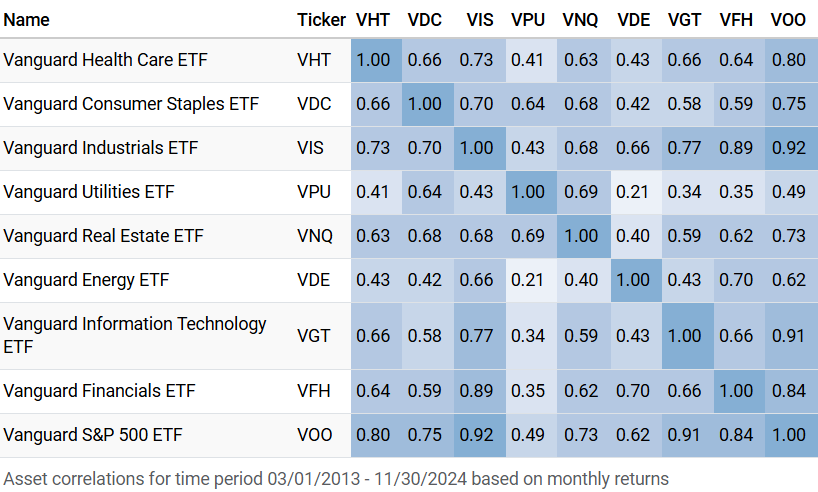 Name Ticker VHT VDC VIS VPU VNQ VDE VGT VFH VOO
Vanguard Health Care ETF VHT 1.00 0.66 0.73 0.41 0.63 0.43 0.66 0.64 0.80
Vanguard Consumer Staples ETF VDC 0.66 1.00 0.70 0.64 0.68 0.42 0.58 0.59 0.75
Vanguard Industrials ETF VIS 0.73 0.70 1.00 0.43 0.68 0.66 0.77 0.89 0.92
Vanguard Utilities ETF VPU 0.41 0.64 0.43 1.00 0.69 0.21 0.34 0.35 0.49
Vanguard Real Estate ETF VNQ 0.63 0.68 0.68 0.69 1.00 0.40 0.59 0.62 0.73
Vanguard Energy ETF VDE 0.43 0.42 0.66 0.21 0.40 1.00 0.43 0.70 0.62
Vanguard Information Technology
ETF VGT 0.66 0.58 0.77 0.34 0.59 0.43 1.00 0.66 0.91
Vanguard Financials ETF VFH 0.64 0.59 0.89 0.35 0.62 0.70 0.66 1.00 0.84
Vanguard S&P 500 ETF VOO 0.80 0.75 0.92 0.49 0.73 0.62 0.91 0.84 1.00
Asset correlations for time period 03/01/2013 - 11/30/2024 based on monthly returns